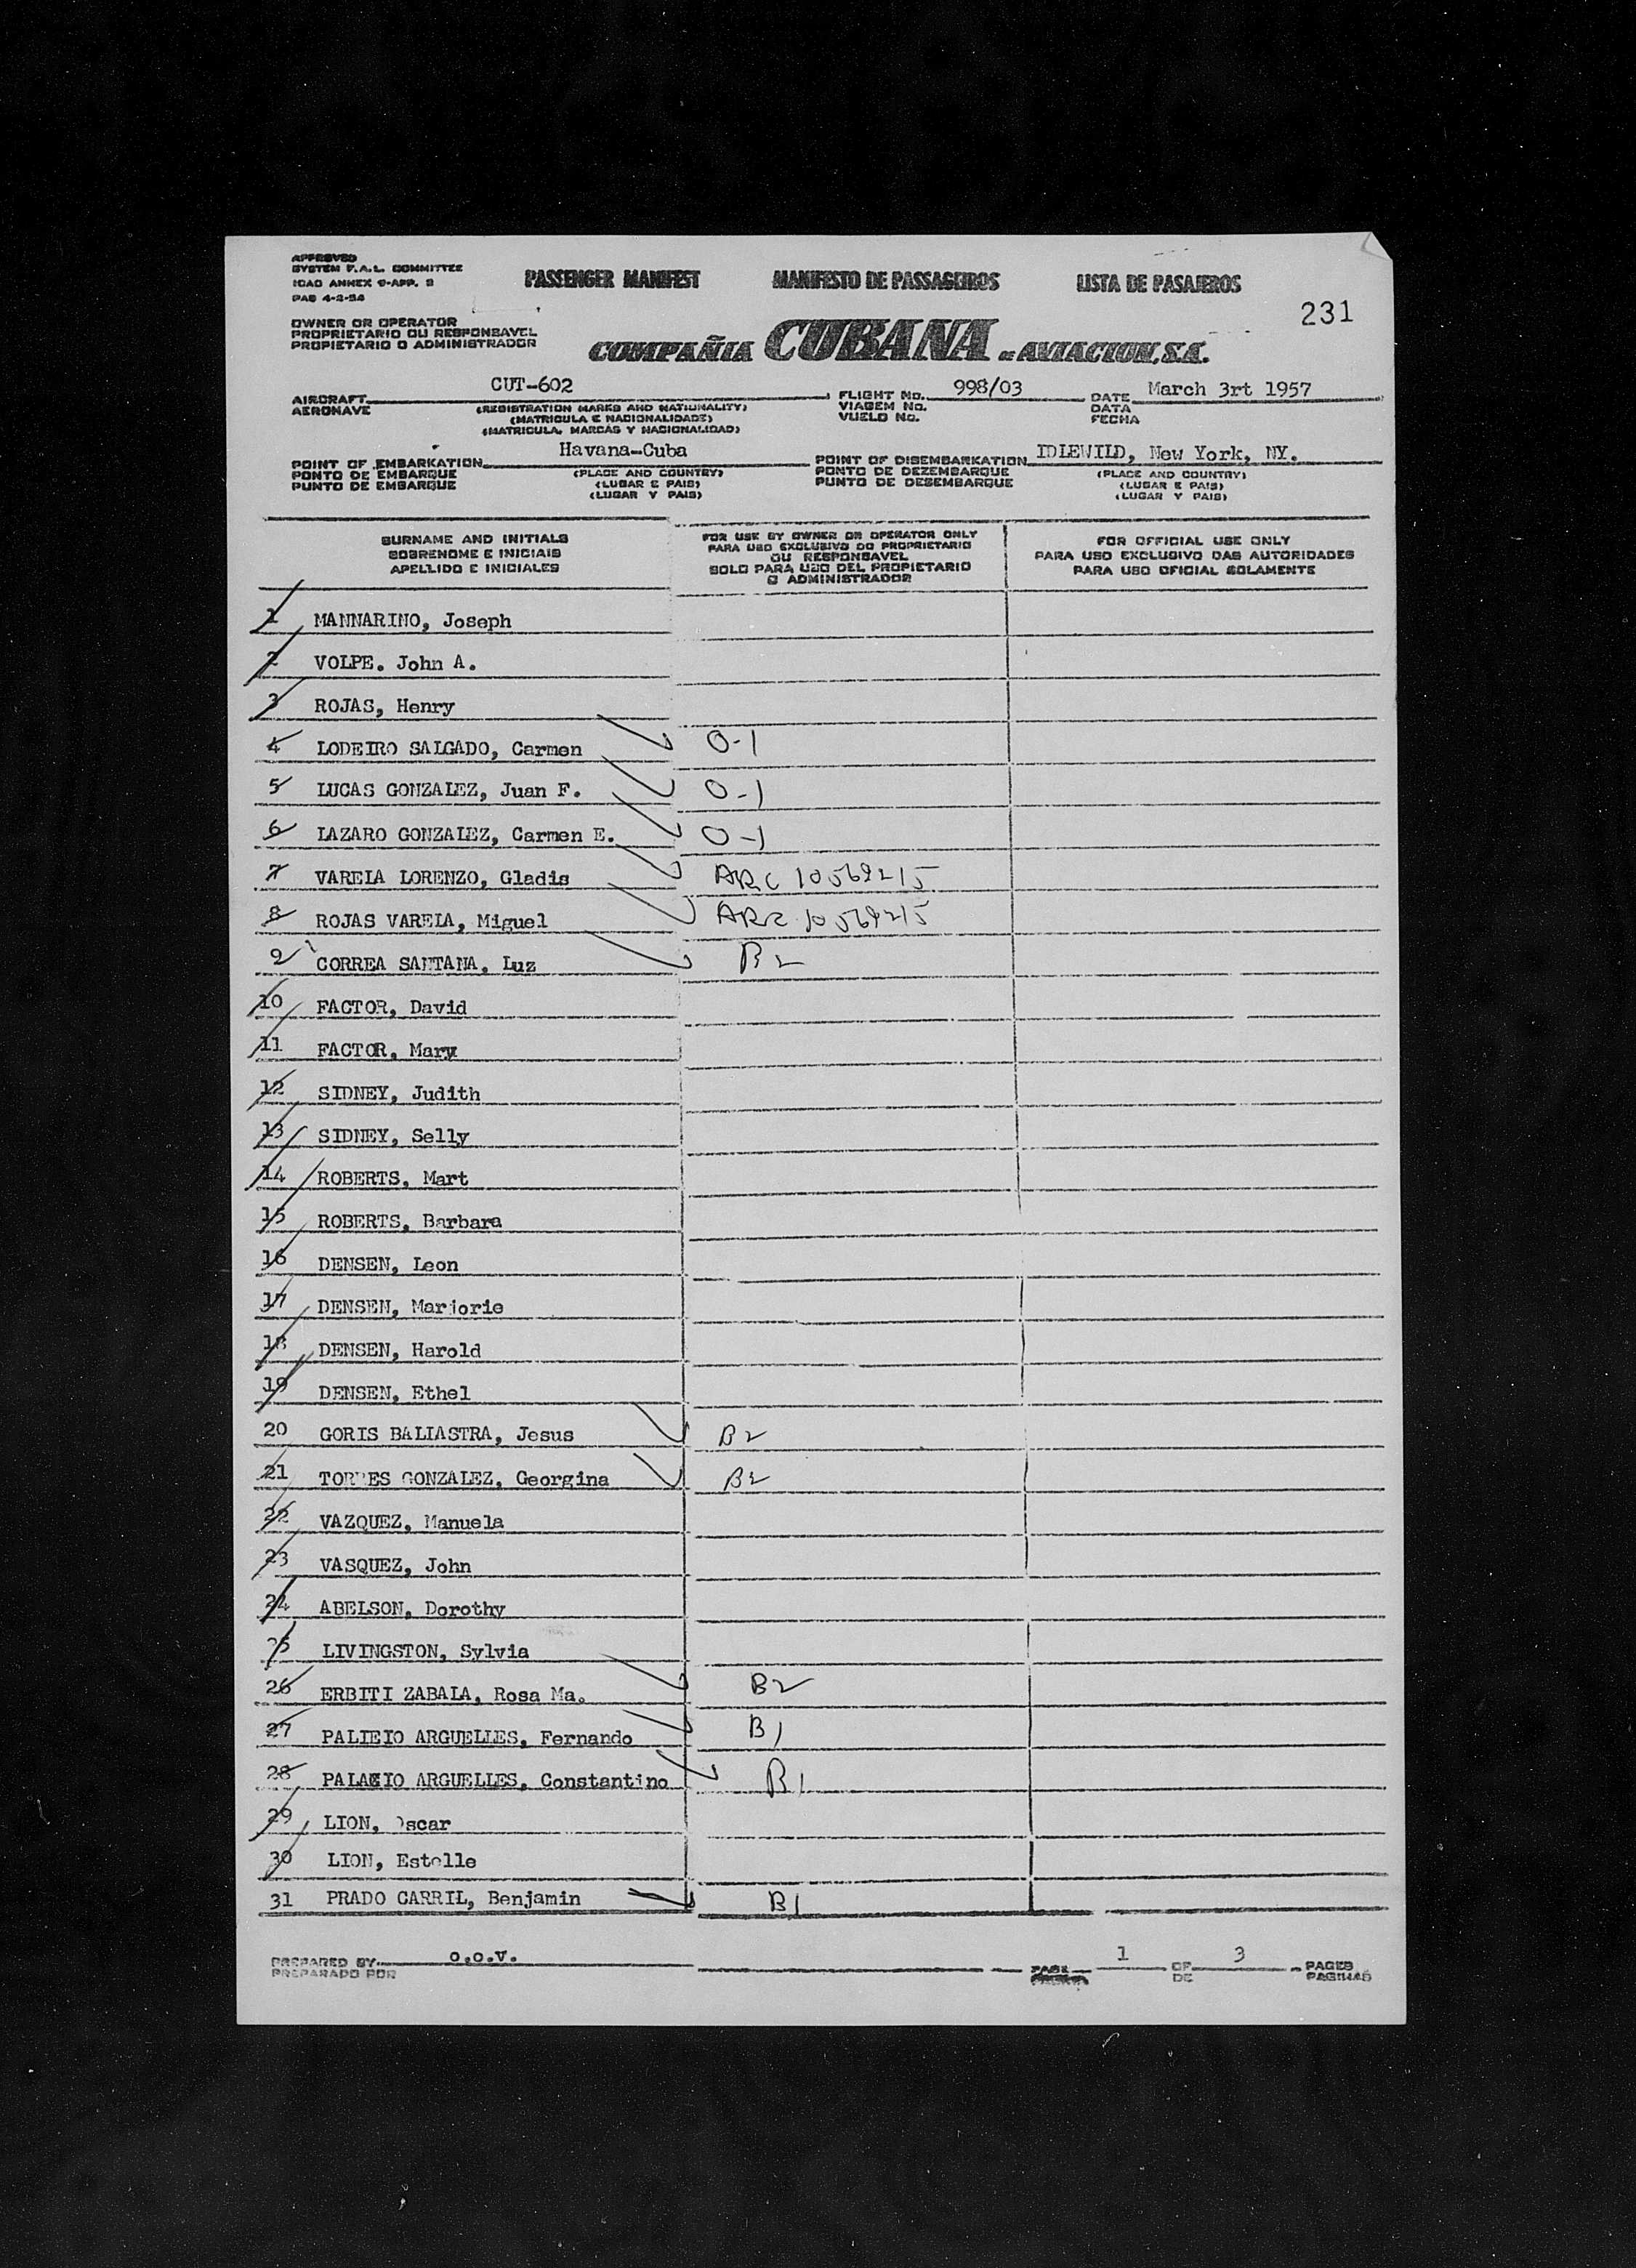 APPROVED
SYSTEM F.A.L. COMMITTEE
ICAO ANNEX 9-APP. 2
PAB 4-2-54
PASSENGER MANIFEST MANIFESTO DE PASSAGEIROS LISTA DE PASAJEROS
231
OWNER OR OPERATOR
PROPRIETARIO OU RESPONSAVEL
PROPIETARIO O ADMINISTRADOR
COMPAÑIA CUBANA DE AVIACION, S.A.
AIRCRAFT CUT-602 FLIGHT No. 998/03 DATE March 3rt 1957
AERONAVE (REGISTRATION MARKS AND NATIONALITY) VIAGEM No. DATA
(MATRICULA E NACIONALIDADE) VUELO No. FECHA
(MATRICULA, MARCAS Y NACIONALIDAD)
POINT OF EMBARKATION Havana-Cuba POINT OF DISEMBARKATION IDLEWILD, New York, NY.
PONTO DE EMBARQUE (PLACE AND COUNTRY) PONTO DE DEZEMBARQUE (PLACE AND COUNTRY)
PUNTO DE EMBARQUE (LUGAR E PAIS) PUNTO DE DESEMBARQUE (LUGAR E PAIS)
(LUGAR Y PAIS) (LUGAR Y PAIS)
SURNAME AND INITIALS
SOBRENOME E INICIAIS
APELLIDO E INICIALES
FOR USE BY OWNER OR OPERATOR ONLY
PARA USO EXCLUSIVO DO PROPRIETARIO
OU RESPONSAVEL
SOLO PARA USO DEL PROPIETARIO
O ADMINISTRADOR
FOR OFFICIAL USE ONLY
PARA USO EXCLUSIVO DAS AUTORIDADES
PARA USO OFICIAL SOLAMENTE
1 MANNARINO, Joseph
2 VOLPE. John A.
3 ROJAS, Henry
4 LODEIRO SALGADO, Carmen O-1
5 LUCAS GONZALEZ, Juan F. O-1
6 LAZARO GONZALEZ, Carmen E. O-1
7 VARELA LORENZO, Gladis ARC 10569215
8 ROJAS VARELA, Miguel ARC 10569215
9 CORREA SANTANA. Luz B2
10 FACTOR, David
11 FACTOR, Mary
12 SIDNEY, Judith
13 SIDNEY, Selly
14 ROBERTS, Mart
15 ROBERTS, Barbara
16 DENSEN, Leon
17 DENSEN, Marjorie
18 DENSEN, Harold
19 DENSEN, Ethel
20 GORIS BALIASTRA, Jesus B2
21 TORRES GONZALEZ, Georgina B2
22 VAZQUEZ, Manuela
23 VASQUEZ, John
24 ABELSON, Dorothy
25 LIVINGSTON, Sylvia
26 ERBITI ZABALA, Rosa Ma. B2
27 PALIEIO ARGUELLES, Fernando B1
28 PALACIO ARGUELLES, Constantino B1
29 LION, Oscar
30 LION, Estelle
31 PRADO CARRIL, Benjamin B1
PREPARED BY o.o.v. PAGE 1 OF 3 PAGES
PREPARADO POR DE PAGINAS